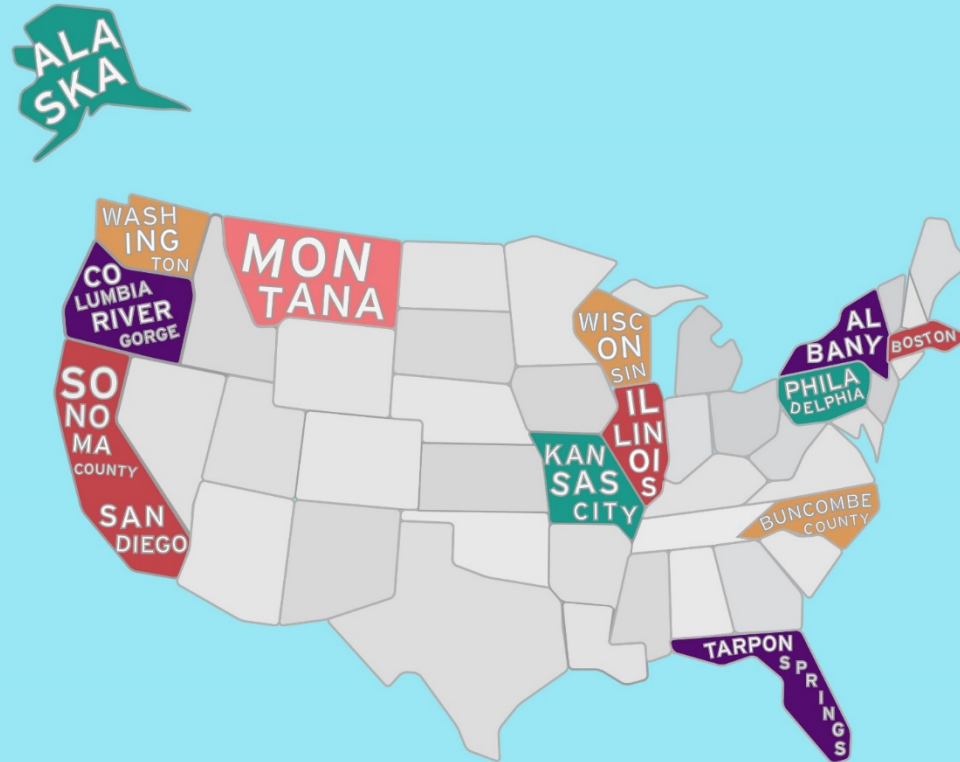 ALA
SKA
WASH
ING
TON
MON
TANA
CO
LUMBIA
RIVER
GORGE
SO
NO
MA
COUNTY
SAN
DIEGO
WISC
ON
SIN
IL
LIN
OI
S
KAN
SAS
CITY
AL
BANY
BOSTON
PHILA
DELPHIA
BUNCOMBE
COUNTY
TARPON
SPRINGS